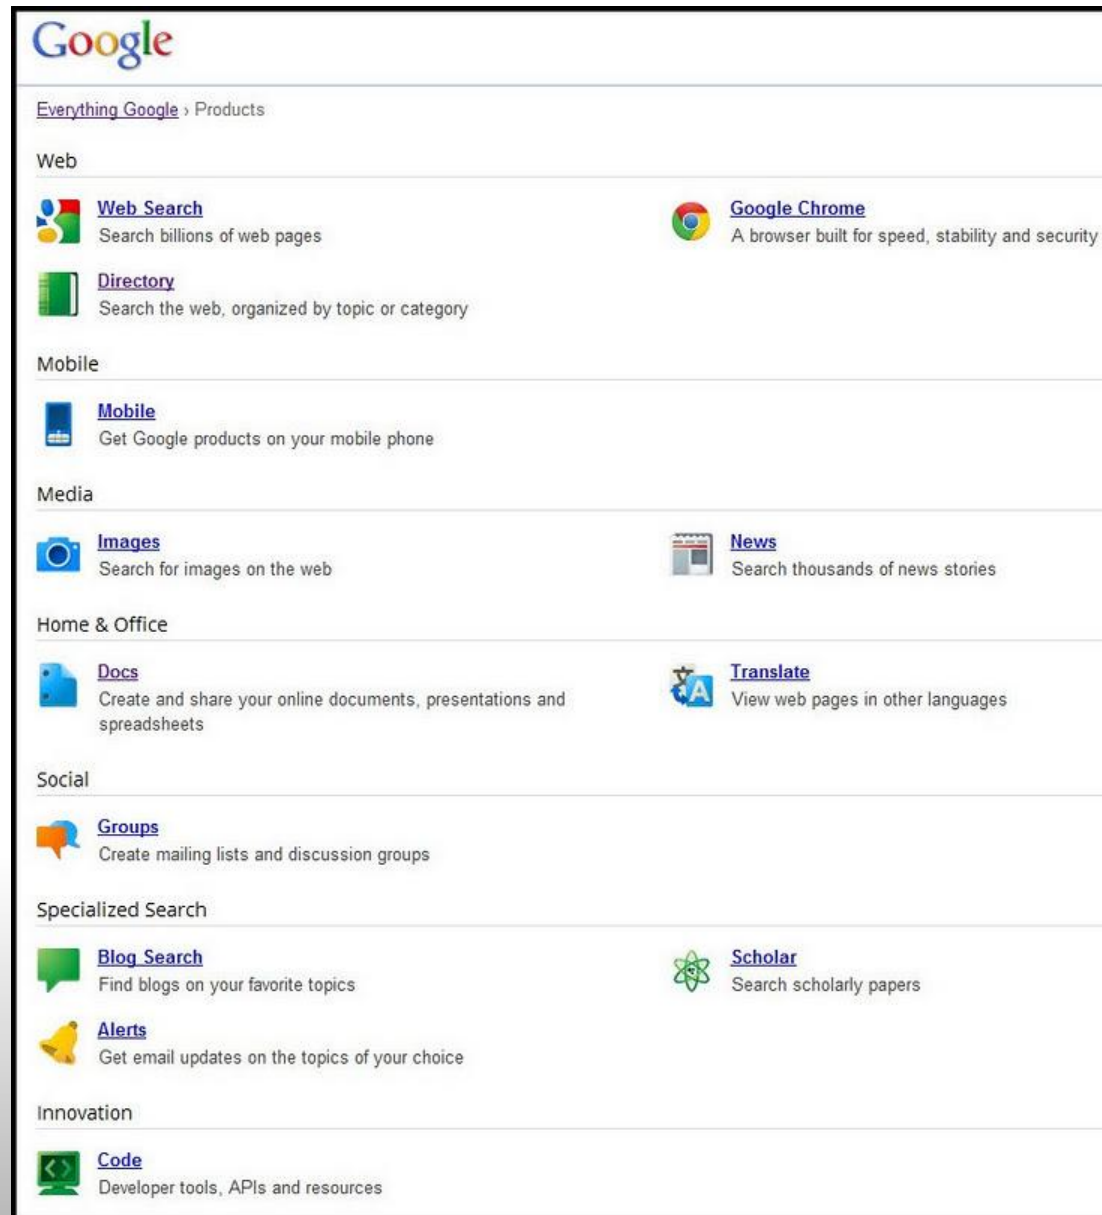 Google
Everything Google › Products
Web
Web Search
Search billions of web pages
Google Chrome
A browser built for speed, stability and security
Directory
Search the web, organized by topic or category
Mobile
Mobile
Get Google products on your mobile phone
Media
Images
Search for images on the web
News
Search thousands of news stories
Home & Office
Docs
Create and share your online documents, presentations and
spreadsheets
Translate
View web pages in other languages
Social
Groups
Create mailing lists and discussion groups
Specialized Search
Blog Search
Find blogs on your favorite topics
Scholar
Search scholarly papers
Alerts
Get email updates on the topics of your choice
Innovation
Code
Developer tools, APIs and resources